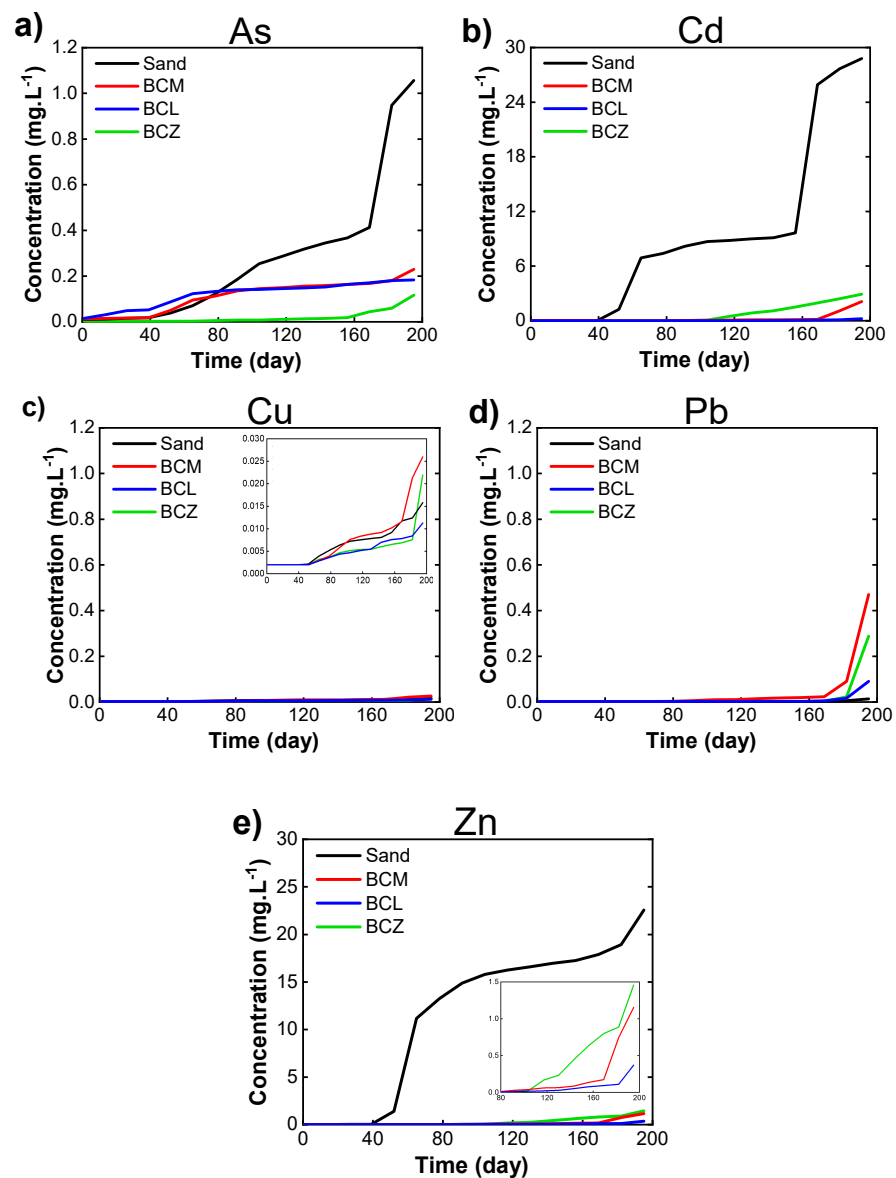 a)
As
Concentration (mg.L⁻¹)
1.2
1.0
0.8
0.6
0.4
0.2
0.0
Sand
BCM
BCL
BCZ
0 40 80 120 160 200
Time (day)
b)
Cd
Concentration (mg.L⁻¹)
30
24
18
12
6
0
Sand
BCM
BCL
BCZ
0 40 80 120 160 200
Time (day)
c)
Cu
Concentration (mg.L⁻¹)
1.2
1.0
0.8
0.6
0.4
0.2
0.0
Sand
BCM
BCL
BCZ
0.030
0.025
0.020
0.015
0.010
0.005
0.000
0 40 80 120 160 200
0 40 80 120 160 200
Time (day)
d)
Pb
Concentration (mg.L⁻¹)
1.2
1.0
0.8
0.6
0.4
0.2
0.0
Sand
BCM
BCL
BCZ
0 40 80 120 160 200
Time (day)
e)
Zn
Concentration (mg.L⁻¹)
30
25
20
15
10
5
0
Sand
BCM
BCL
BCZ
1.5
1.0
0.5
0.0
80 120 160 200
0 40 80 120 160 200
Time (day)